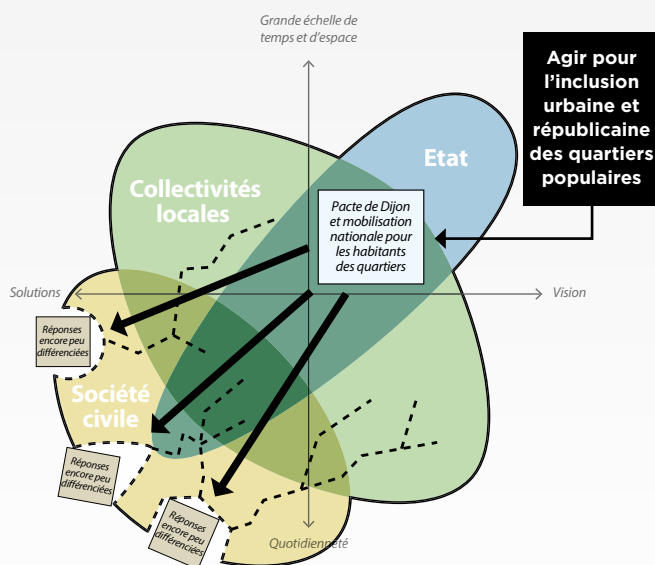 Grande échelle de
temps et d'espace
Agir pour
l'inclusion
urbaine et
républicaine
des quartiers
populaires
Etat
Collectivités
locales
Pacte de Dijon
et mobilisation
nationale pour
les habitants
des quartiers
Solutions
Vision
Réponses
encore peu
différenciées
Société
civile
Réponses
encore peu
différenciées
Réponses
encore peu
différenciées
Quotidienneté